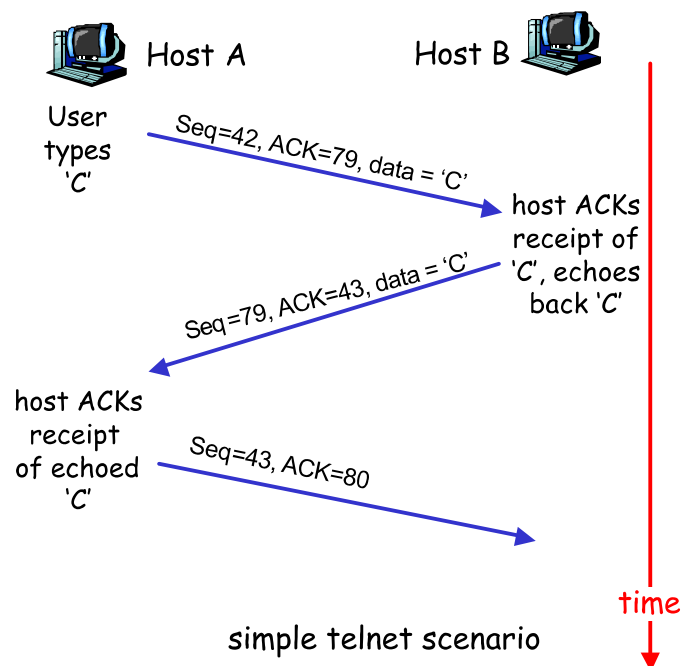 Host A
Host B
User
types
‘C’
Seq=42, ACK=79, data = ‘C’
host ACKs
receipt of
‘C’, echoes
back ‘C’
Seq=79, ACK=43, data = ‘C’
host ACKs
receipt
of echoed
‘C’
Seq=43, ACK=80
time
simple telnet scenario